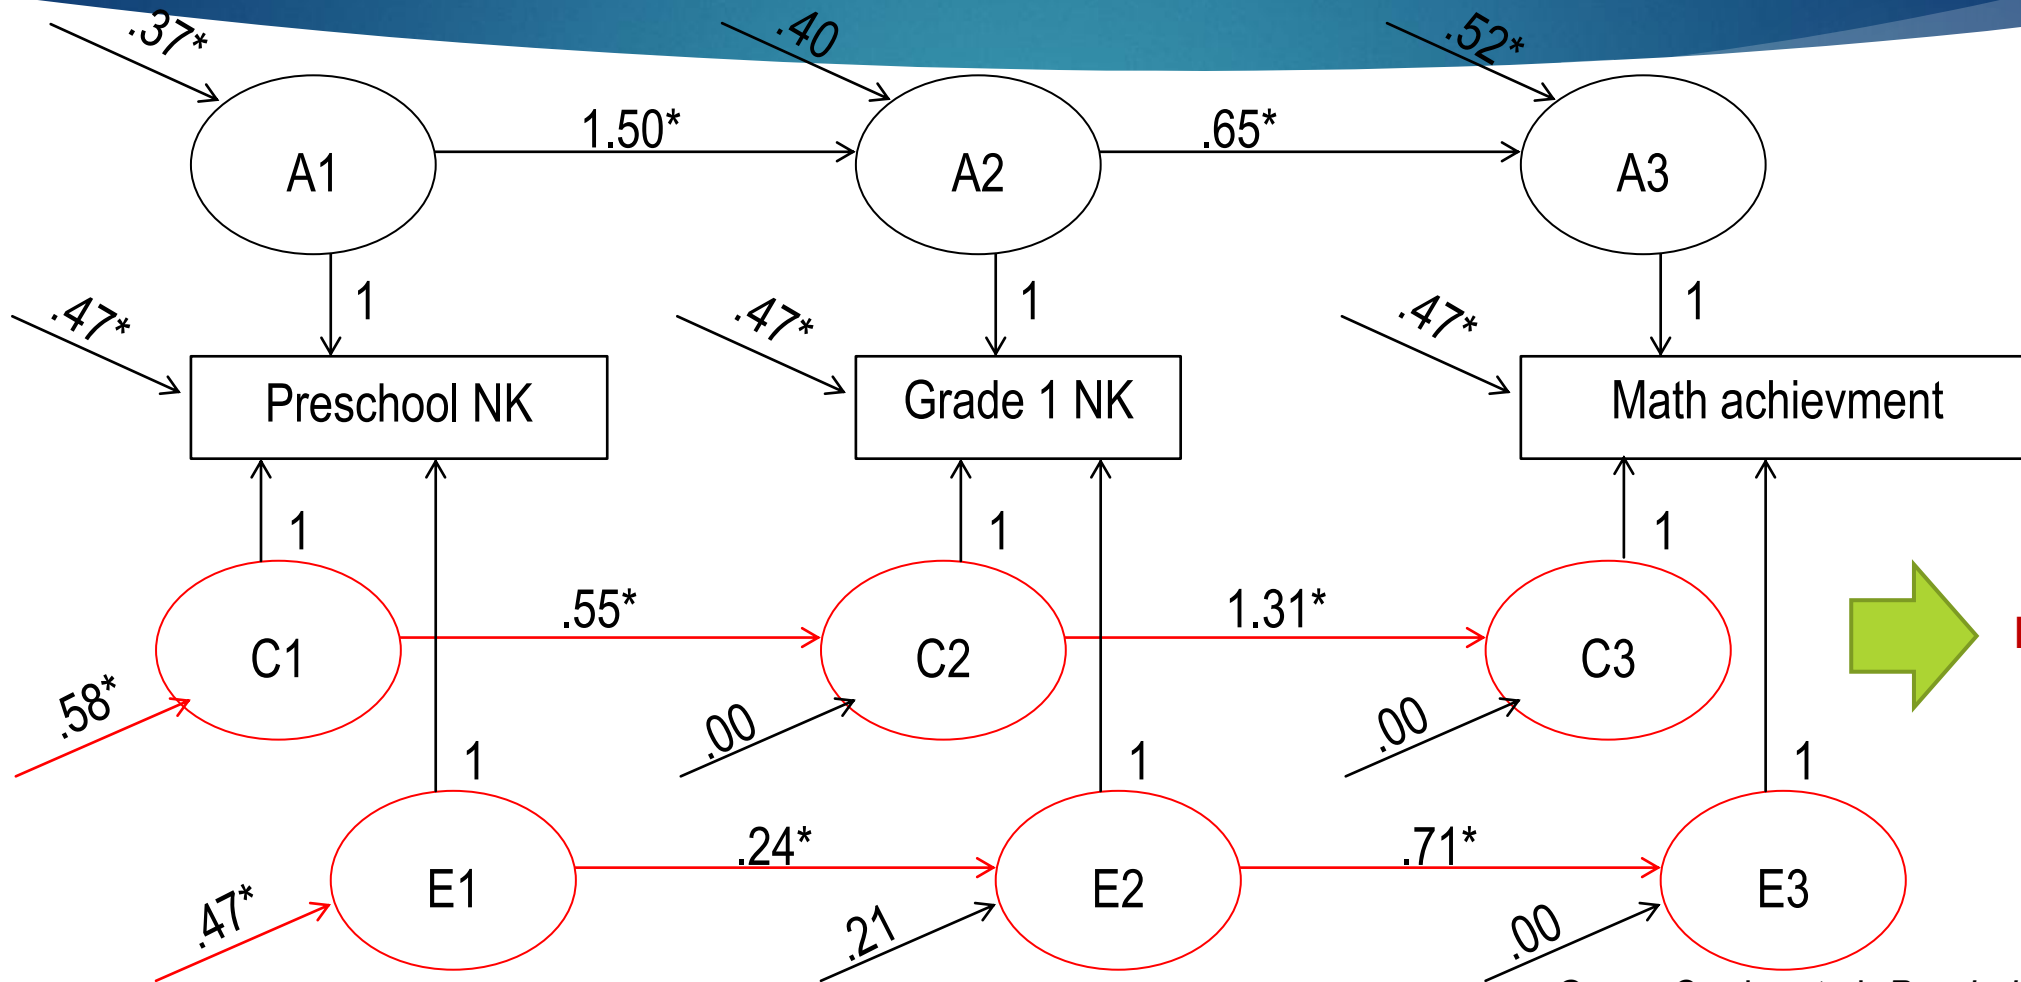 .37*
.40
.52*
1.50*
.65*
A1
A2
A3
1
1
1
.47*
.47*
.47*
Preschool NK
Grade 1 NK
Math achievment
1
1
1
.55*
1.31*
C1
C2
C3
.58*
.00
.00
1
1
1
.24*
.71*
E1
E2
E3
.47*
.21
.00